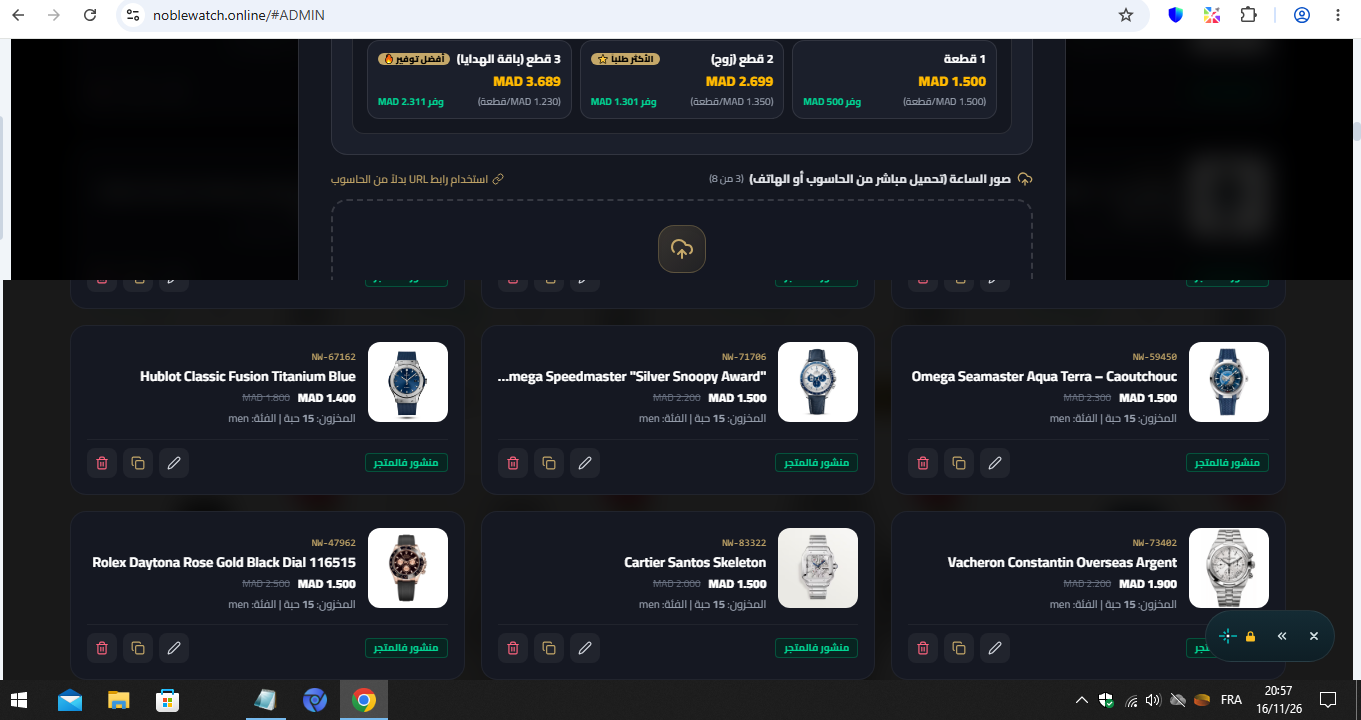 noblewatch.online/#ADMIN
1 قطعة
MAD 1.500
(MAD 1.500/قطعة) وفر MAD 500
2 قطع (زوج) الأكثر طلباً ⭐
MAD 2.699
(MAD 1.350/قطعة) وفر MAD 1.301
3 قطع (باقة الهدايا) أفضل توفير 🔥
MAD 3.689
(MAD 1.230/قطعة) وفر MAD 2.311
صور الساعة (تحميل مباشر من الحاسوب أو الهاتف) (3 من 8)
استخدام رابط URL بدلاً من الحاسوب
NW-59450
Omega Seamaster Aqua Terra – Caoutchouc
MAD 1.500 MAD 2.300
المخزون: 15 حبة | الفئة: men
منشور فالمتجر
NW-71706
...mega Speedmaster "Silver Snoopy Award"
MAD 1.500 MAD 2.200
المخزون: 15 حبة | الفئة: men
منشور فالمتجر
NW-67162
Hublot Classic Fusion Titanium Blue
MAD 1.400 MAD 1.800
المخزون: 15 حبة | الفئة: men
منشور فالمتجر
NW-73402
Vacheron Constantin Overseas Argent
MAD 1.900 MAD 2.200
المخزون: 15 حبة | الفئة: men
NW-83322
Cartier Santos Skeleton
MAD 1.500 MAD 2.000
المخزون: 15 حبة | الفئة: men
منشور فالمتجر
NW-47962
Rolex Daytona Rose Gold Black Dial 116515
MAD 1.500 MAD 2.500
المخزون: 15 حبة | الفئة: men
منشور فالمتجر
FRA
20:57
16/11/26